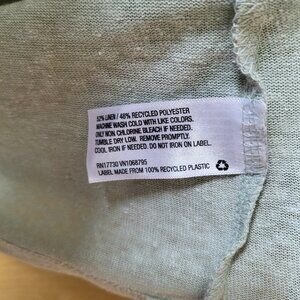 52% LINEN / 48% RECYCLED POLYESTER
MACHINE WASH COLD WITH LIKE COLORS.
ONLY NON CHLORINE BLEACH IF NEEDED.
TUMBLE DRY LOW. REMOVE PROMPTLY.
COOL IRON IF NEEDED. DO NOT IRON ON LABEL.
RN17730 VN1068795
LABEL MADE FROM 100% RECYCLED PLASTIC